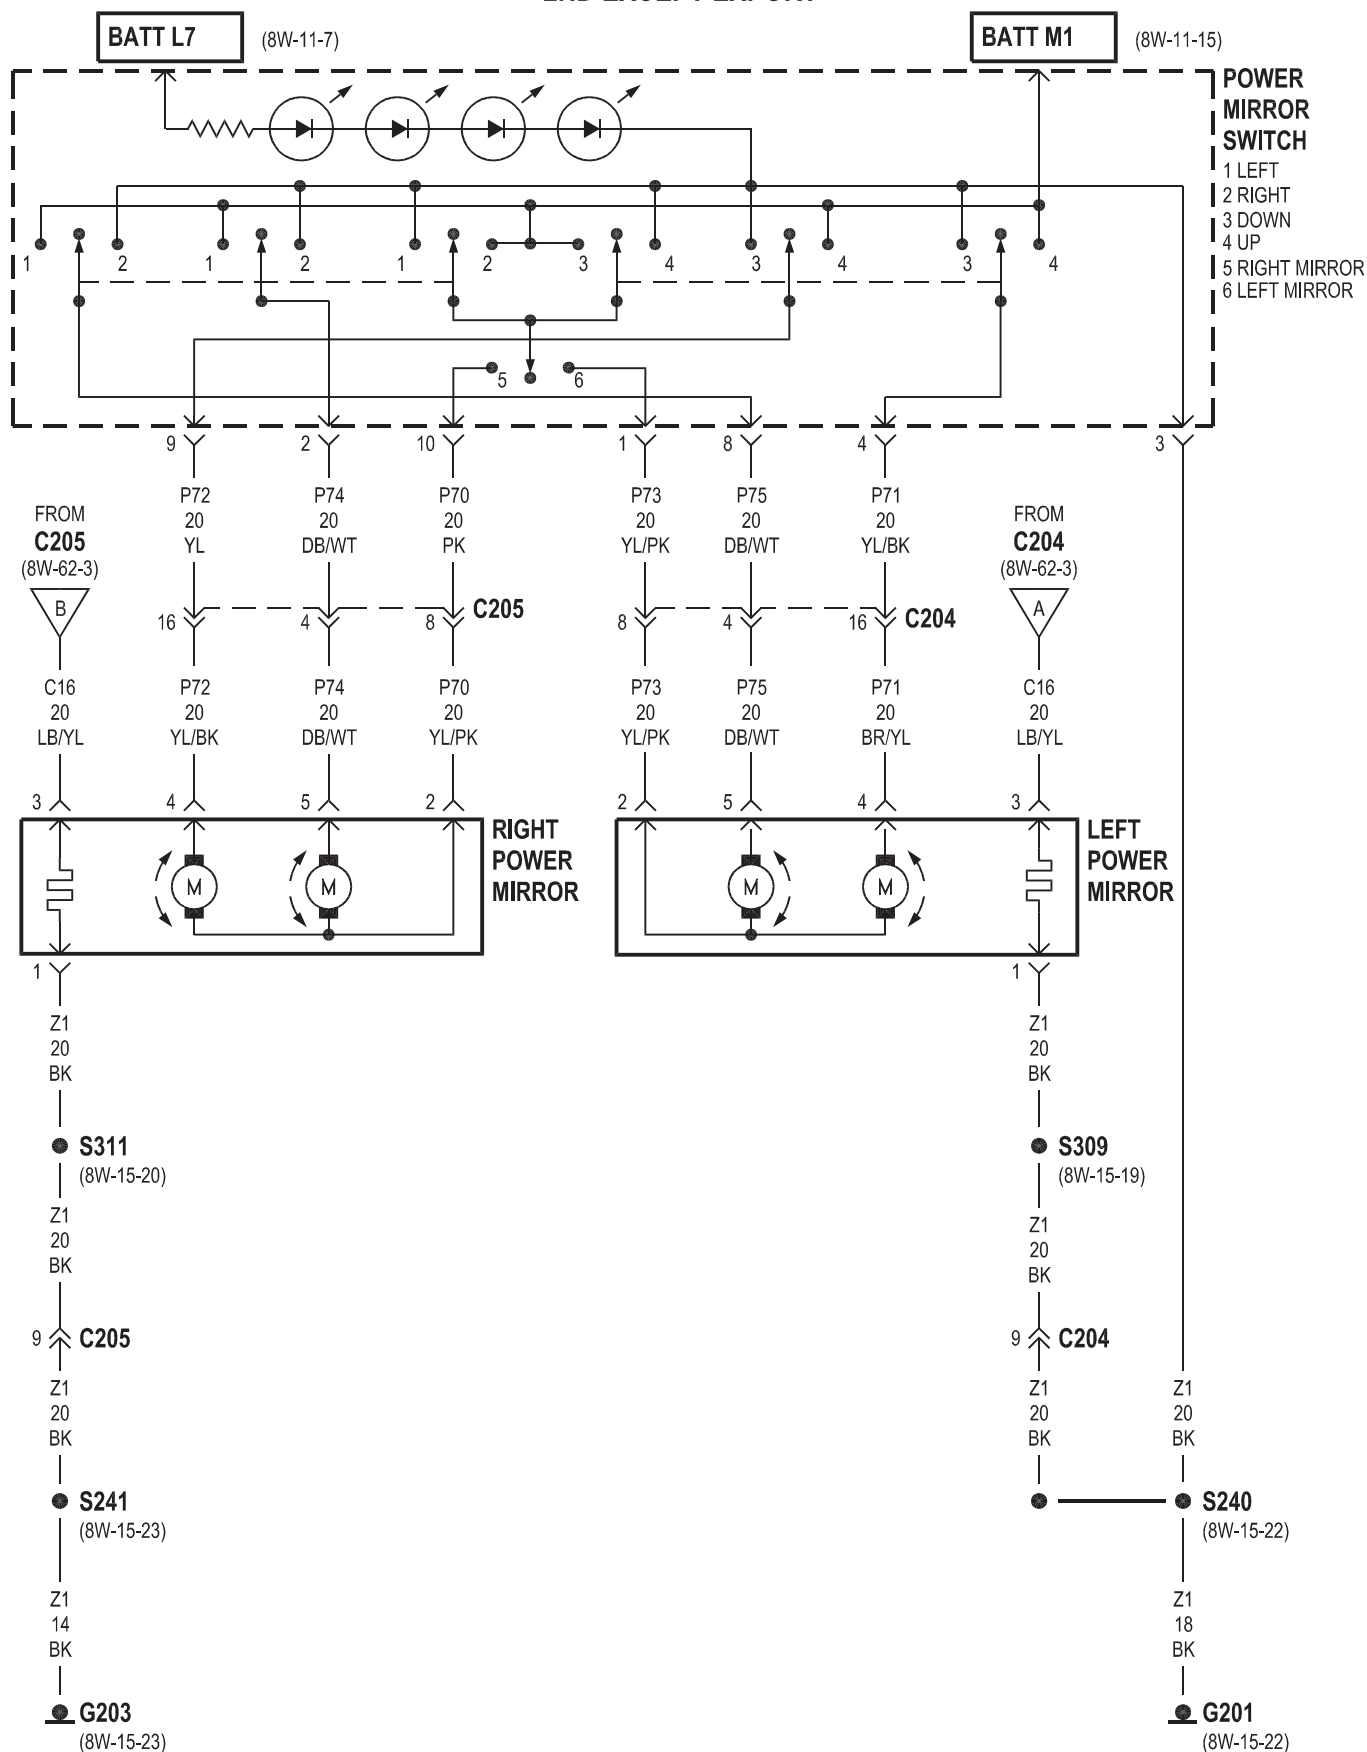 BATT L7 (8W-11-7) BATT M1 (8W-11-15)
POWER
MIRROR
SWITCH
1 LEFT
2 RIGHT
3 DOWN
4 UP
5 RIGHT MIRROR
6 LEFT MIRROR
1 2 1 2 1 2 3 4 3 4 3 4
5 6
9 2 10 1 8 4 3
P72 P74 P70 P73 P75 P71
20 20 20 20 20 20
YL DB/WT PK YL/PK DB/WT YL/BK
FROM FROM
C205 C204
(8W-62-3) (8W-62-3)
B A
16 4 8 C205 8 4 16 C204
C16 P72 P74 P70 P73 P75 P71 C16
20 20 20 20 20 20 20 20
LB/YL YL/BK DB/WT YL/PK YL/PK DB/WT BR/YL LB/YL
3 4 5 2 2 5 4 3
RIGHT
POWER
MIRROR
LEFT
POWER
MIRROR
M M M M
1 1
Z1 Z1
20 20
BK BK
S311 S309
(8W-15-20) (8W-15-19)
Z1 Z1
20 20
BK BK
9 C205 9 C204
Z1 Z1 Z1
20 20 20
BK BK BK
S241 S240
(8W-15-23) (8W-15-22)
Z1 Z1
14 18
BK BK
G203 G201
(8W-15-23) (8W-15-22)